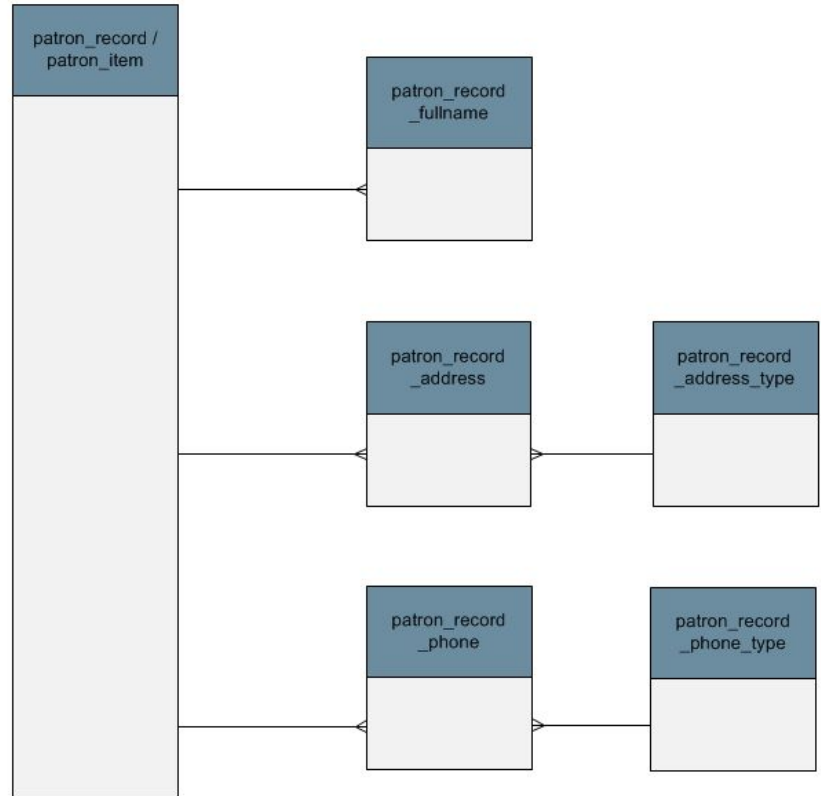 patron_record /
patron_item
patron_record
_fullname
patron_record
_address
patron_record
_address_type
patron_record
_phone
patron_record
_phone_type